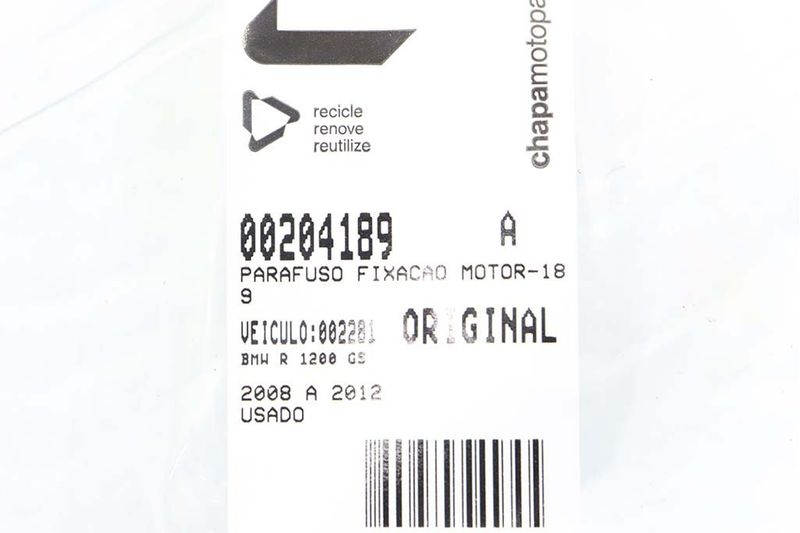 recicle
renove
reutilize
chapamotopa
00204189 A
PARAFUSO FIXACAO MOTOR-18
9
VEICULO:002281 ORIGINAL
BMW R 1200 GS
2008 A 2012
USADO